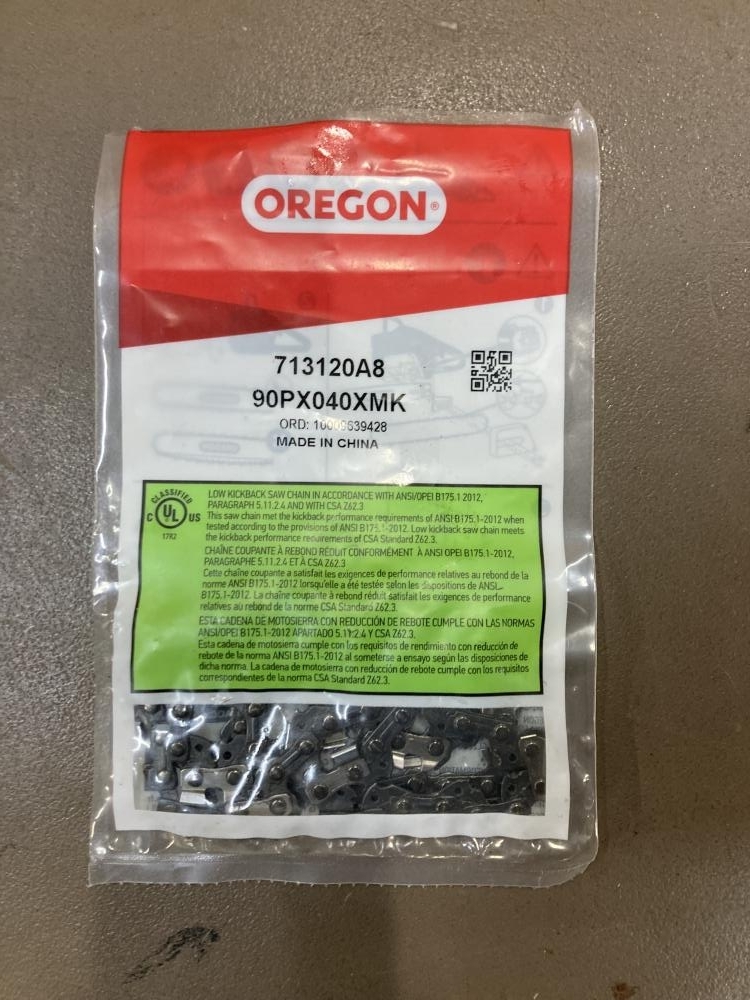 OREGON®
713120A8
90PX040XMK
ORD: 639428
MADE IN CHINA
CLASSIFIED
C UL US
1782
LOW KICKBACK SAW CHAIN IN ACCORDANCE WITH ANSI/OPEI B175.1 2012,
PARAGRAPH 5.11.2.4 AND WITH CSA Z62.3
This saw chain met the kickback performance requirements of ANSI B175.1-2012 when
tested according to the provisions of ANSI B175.1-2012. Low kickback saw chain meets
the kickback performance requirements of CSA Standard Z62.3.
CHAÎNE COUPANTE À REBOND RÉDUIT CONFORMÉMENT À ANSI OPEI B175.1-2012,
PARAGRAPHE 5.11.2.4 ET À CSA Z62.3
Cette chaîne coupante a satisfait les exigences de performance relatives au rebond de la
norme ANSI B175.1-2012 lorsqu'elle a été testée selon les dispositions de ANSI
B175.1-2012. La chaîne coupante à rebond réduit satisfait les exigences de performance
relatives au rebond de la norme CSA Standard Z62.3.
ESTA CADENA DE MOTOSIERRA CON REDUCCIÓN DE REBOTE CUMPLE CON LAS NORMAS
ANSI/OPEI B175.1-2012 APARTADO 5.11.2.4 Y CSA Z62.3.
Esta cadena de motosierra cumple con los requisitos de rendimiento con reducción de
rebote de la norma ANSI B175.1-2012 al someterse a ensayo según las disposiciones de
dicha norma. La cadena de motosierra con reducción de rebote cumple con los requisitos
correspondientes de la norma CSA Standard Z62.3.